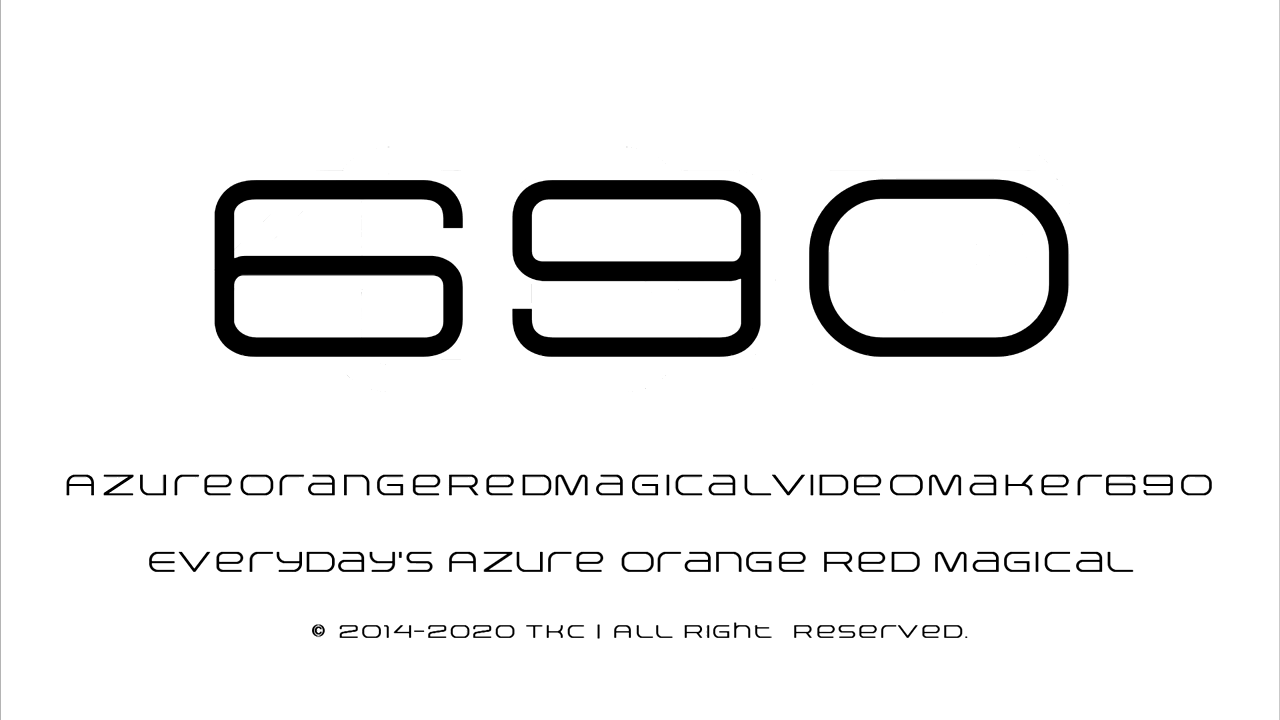 690
AzureOrangeRedMagicalVideoMaker690
Everyday's Azure Orange Red Magical
© 2014-2020 TKC | All Right Reserved.